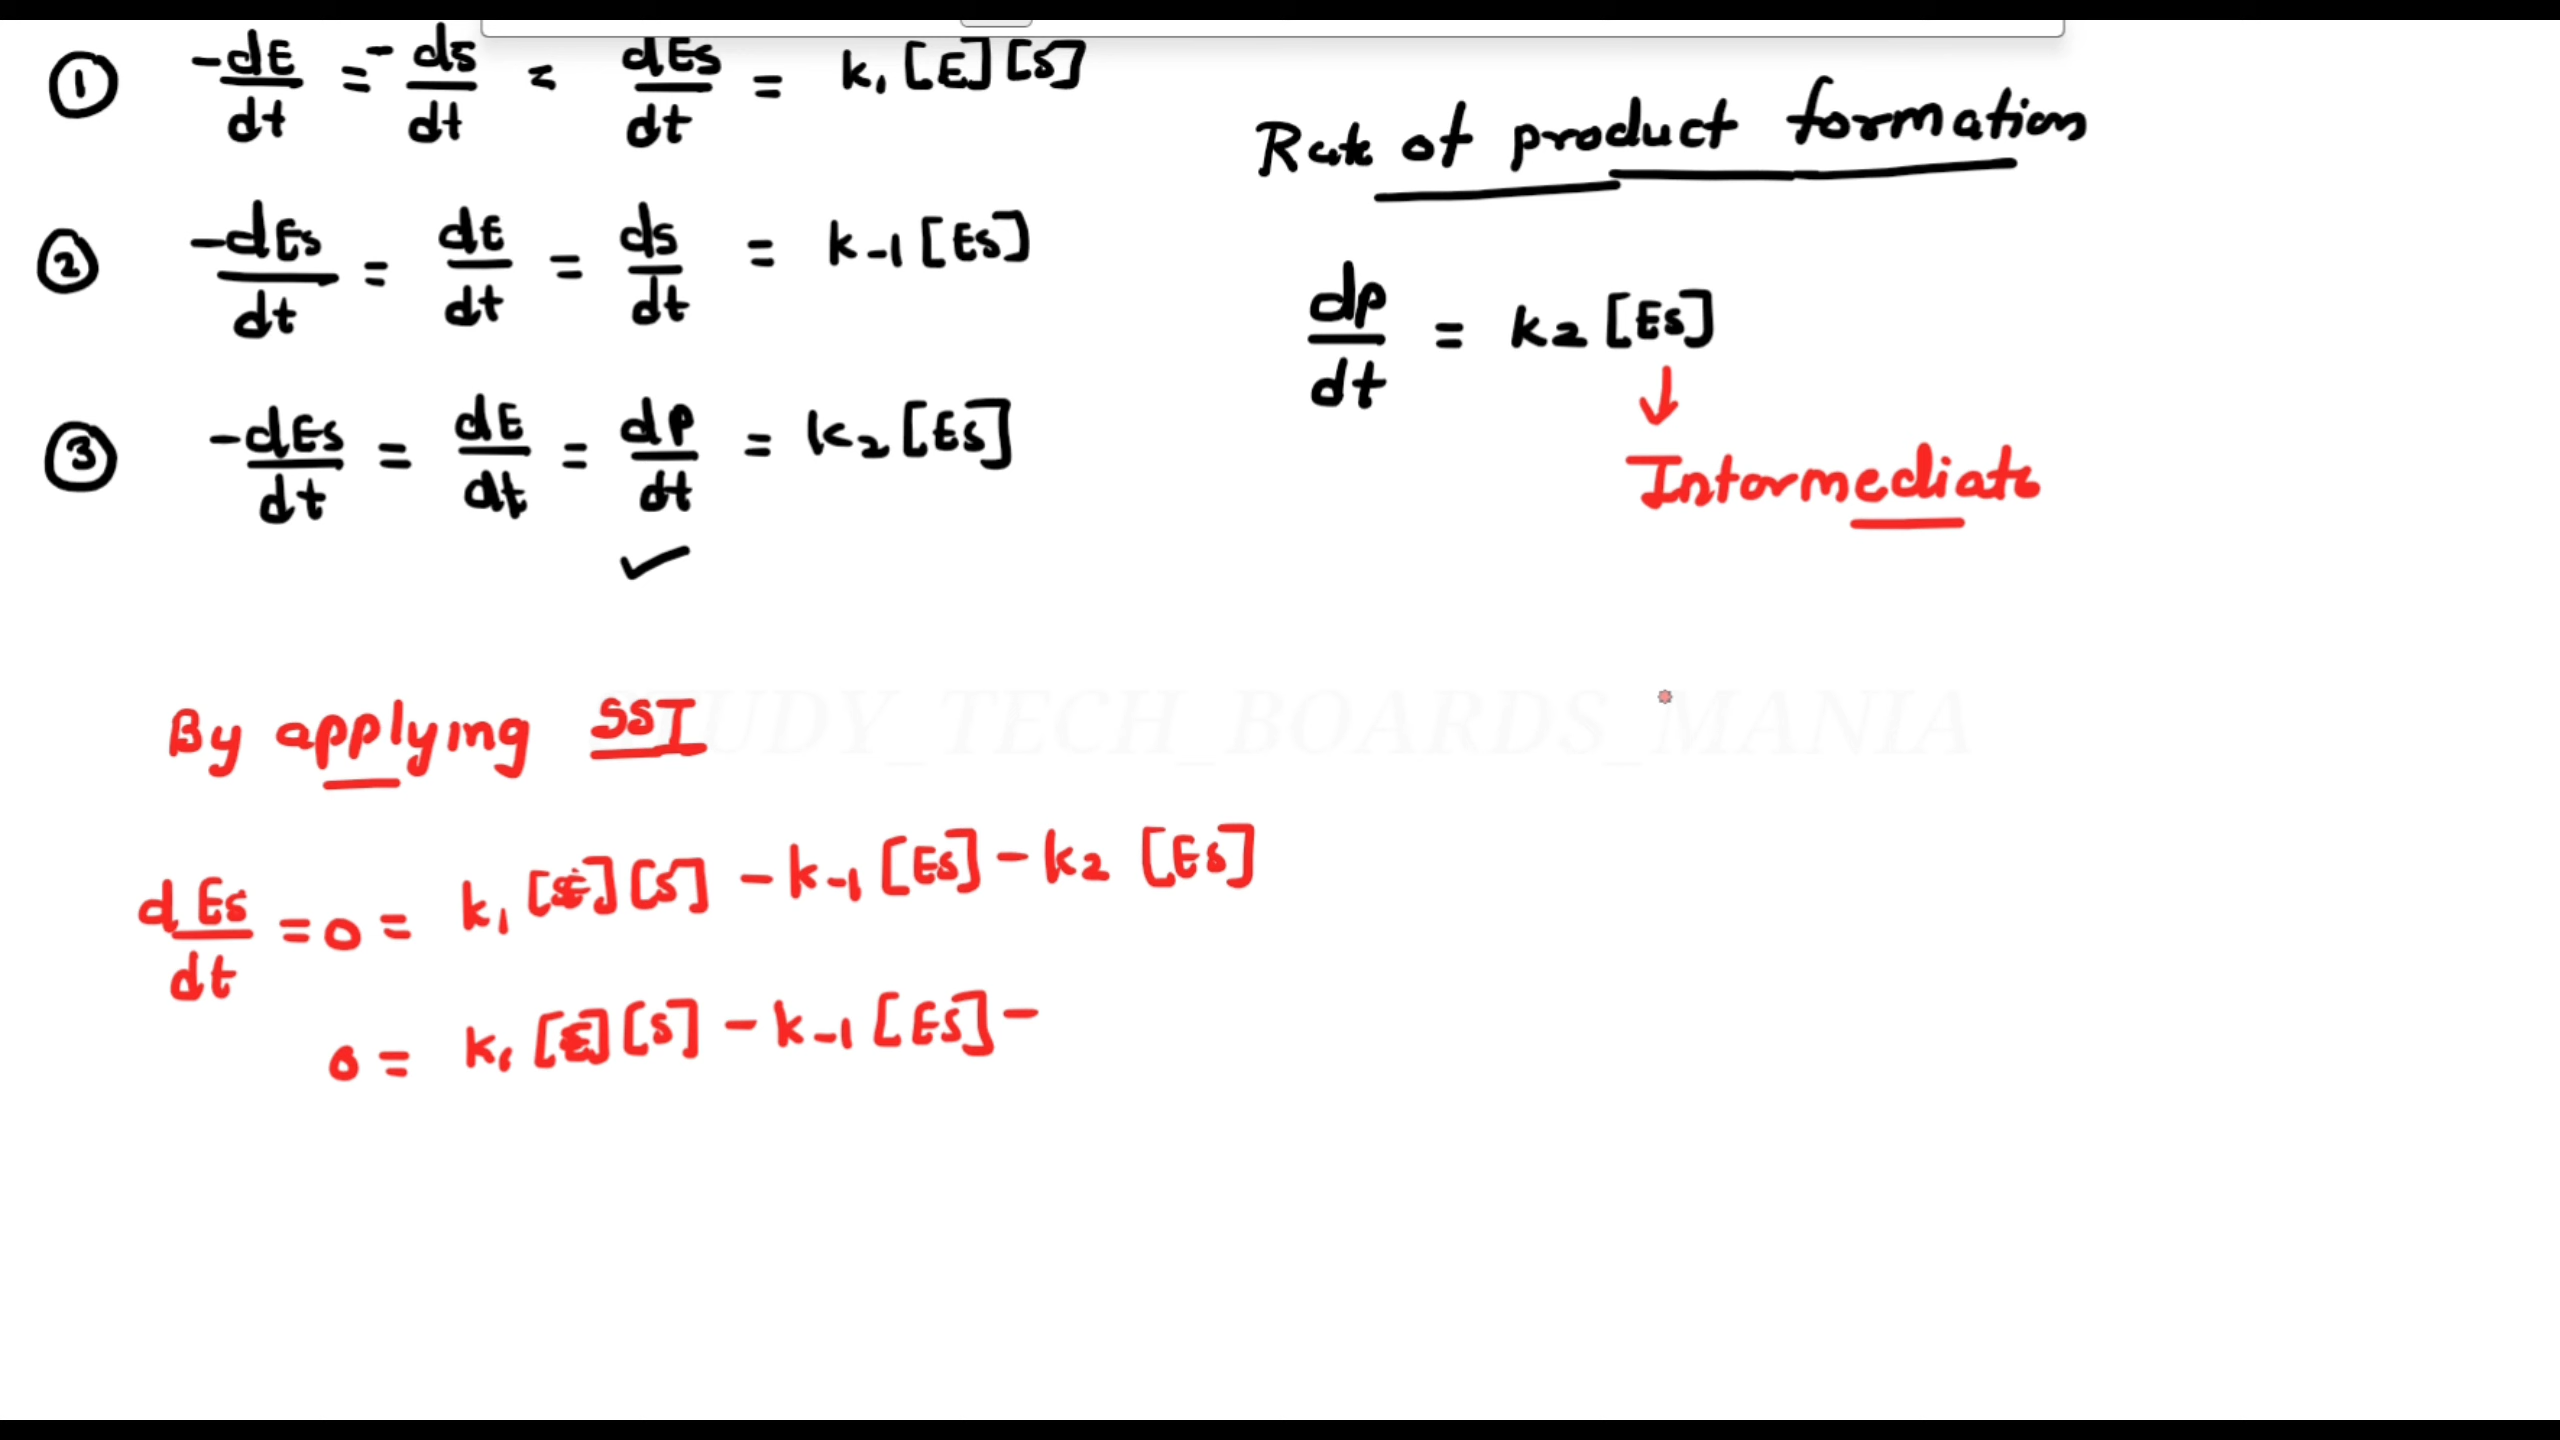 ① -dE/dt = -ds/dt = dEs/dt = k₁[E][S]
② -dEs/dt = dE/dt = ds/dt = k-1[Es]
③ -dEs/dt = dE/dt = dp/dt = k₂[Es]
Rate of product formation
dp/dt = k₂[Es]
↓
Intermediate
STUDY_TECH_BOARDS_MANIA
By applying SSI
dEs/dt = 0 = k₁[E][S] - k-1[Es] - k₂[Es]
0 = k₁[E][S] - k-1[Es] -